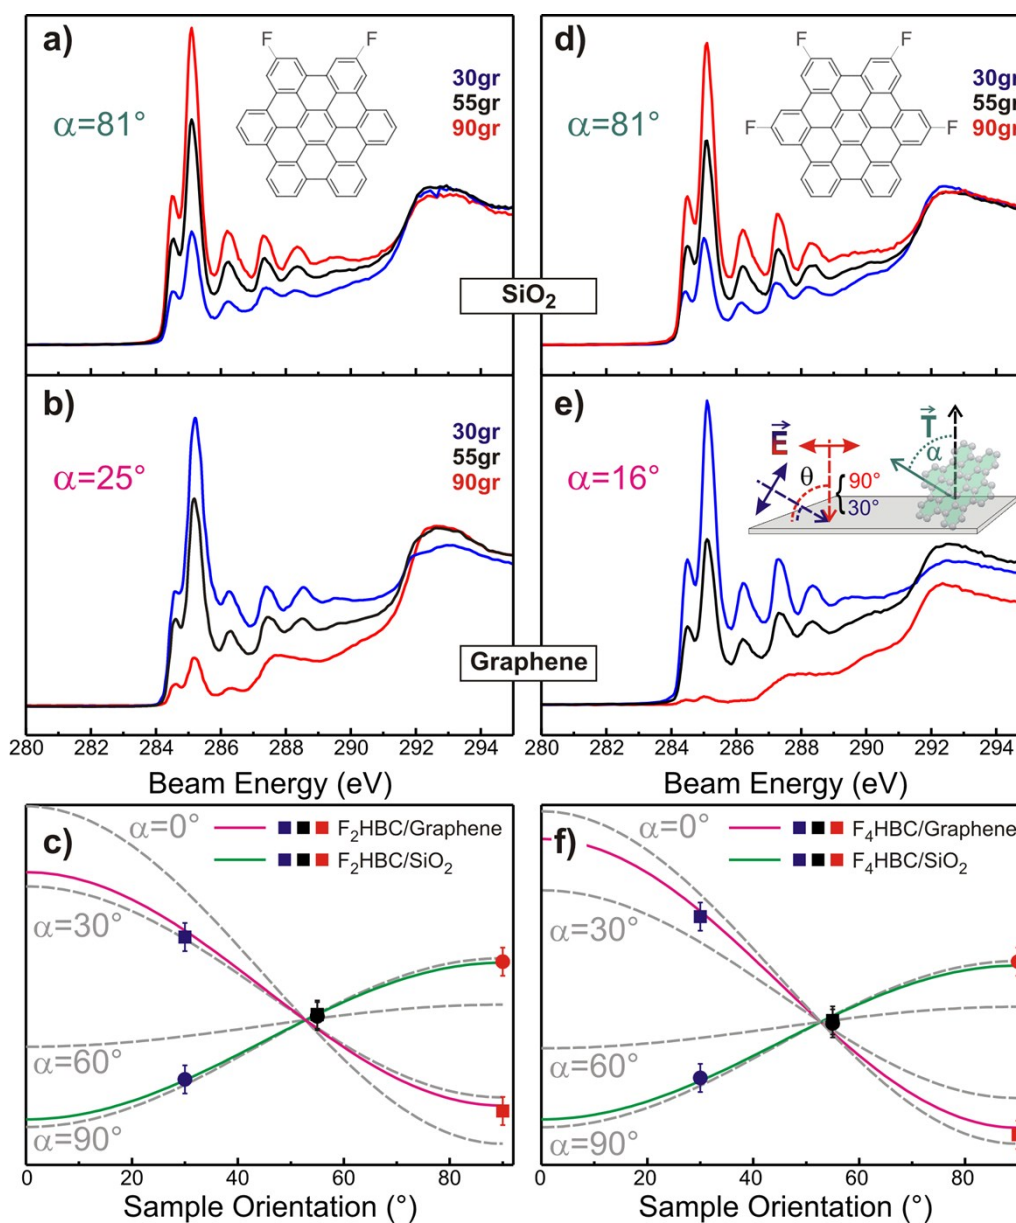 a)
F
F
α=81°
30gr
55gr
90gr
d)
F
F
F
F
α=81°
30gr
55gr
90gr
SiO₂
b)
α=25°
30gr
55gr
90gr
e)
α=16°
E
θ
90°
30°
T
α
Graphene
280 282 284 286 288 290 292 294
280 282 284 286 288 290 292 294
Beam Energy (eV)
Beam Energy (eV)
c)
α=0°
F₂HBC/Graphene
F₂HBC/SiO₂
α=30°
α=60°
α=90°
f)
α=0°
F₄HBC/Graphene
F₄HBC/SiO₂
α=30°
α=60°
α=90°
0 20 40 60 80
0 20 40 60 80
Sample Orientation (°)
Sample Orientation (°)